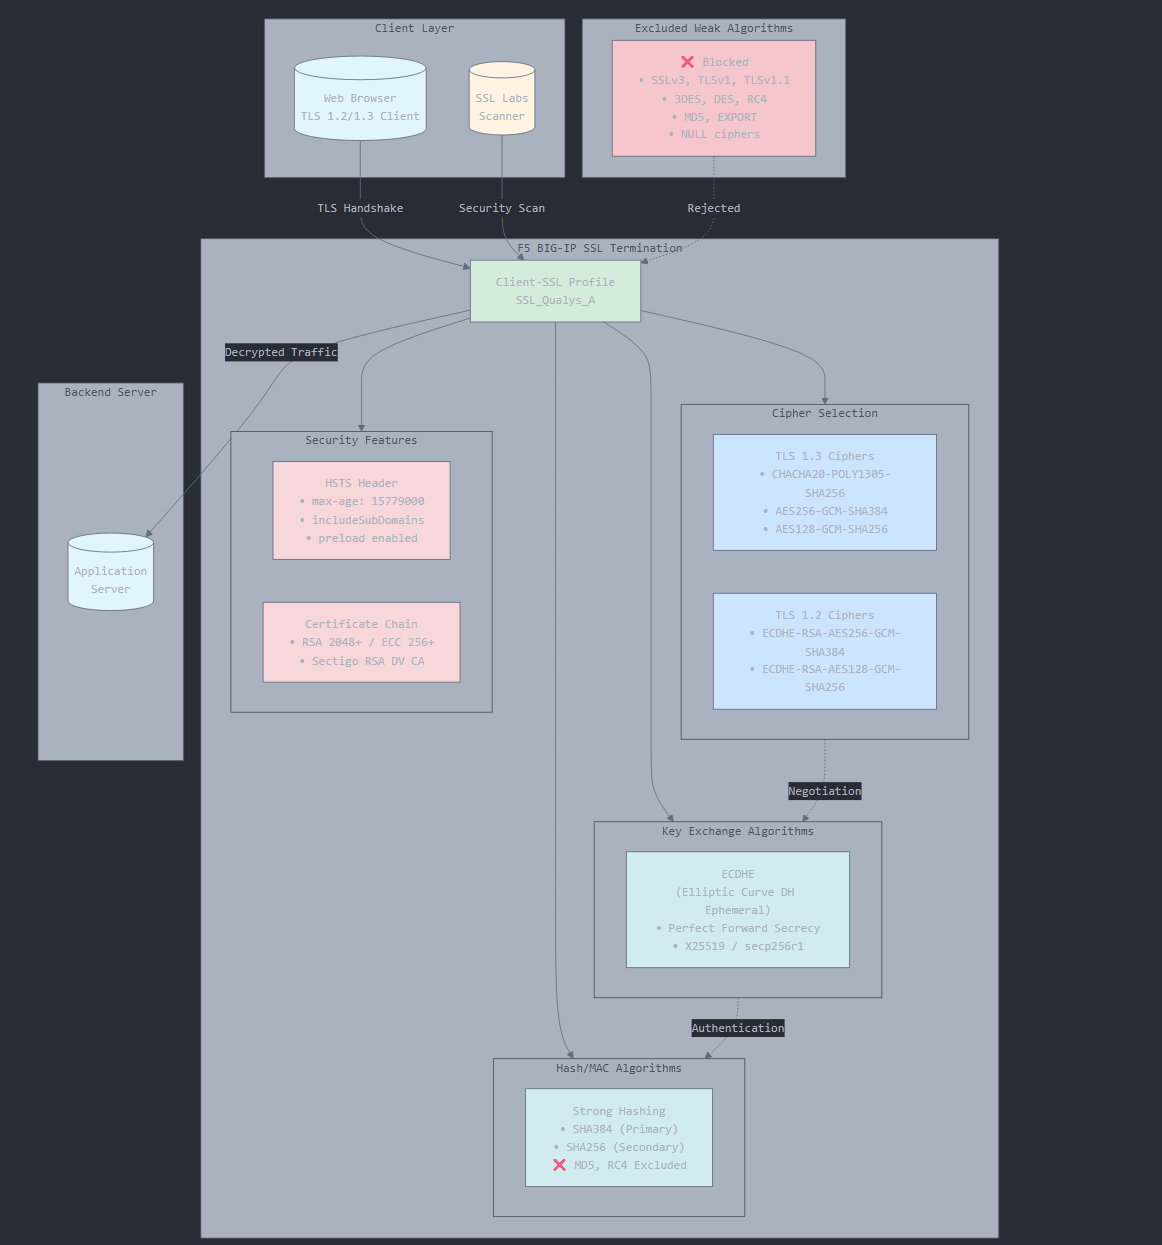 Client Layer
Web Browser
TLS 1.2/1.3 Client
SSL Labs
Scanner
Excluded Weak Algorithms
❌ Blocked
• SSLv3, TLSv1, TLSv1.1
• 3DES, DES, RC4
• MD5, EXPORT
• NULL ciphers
TLS Handshake
Security Scan
Rejected
F5 BIG-IP SSL Termination
Client-SSL Profile
SSL_Qualys_A
Decrypted Traffic
Backend Server
Application
Server
Security Features
HSTS Header
• max-age: 15779000
• includeSubDomains
• preload enabled
Certificate Chain
• RSA 2048+ / ECC 256+
• Sectigo RSA DV CA
Cipher Selection
TLS 1.3 Ciphers
• CHACHA20-POLY1305-
SHA256
• AES256-GCM-SHA384
• AES128-GCM-SHA256
TLS 1.2 Ciphers
• ECDHE-RSA-AES256-GCM-
SHA384
• ECDHE-RSA-AES128-GCM-
SHA256
Negotiation
Key Exchange Algorithms
ECDHE
(Elliptic Curve DH
Ephemeral)
• Perfect Forward Secrecy
• X25519 / secp256r1
Authentication
Hash/MAC Algorithms
Strong Hashing
• SHA384 (Primary)
• SHA256 (Secondary)
❌ MD5, RC4 Excluded